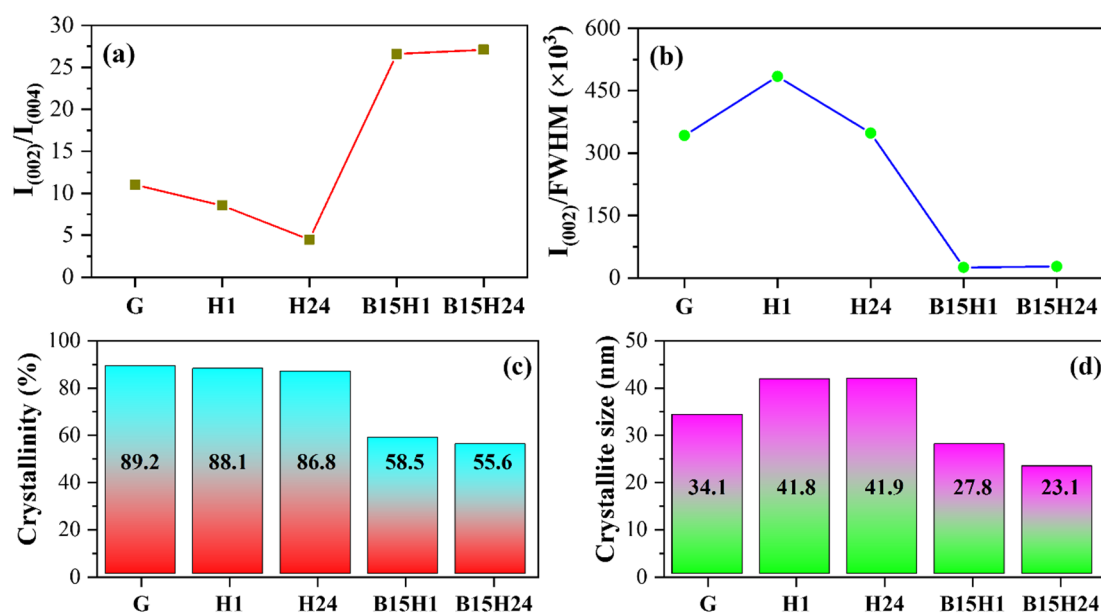 (a)
I(002)/I(004)
30
25
20
15
10
5
0
G H1 H24 B15H1 B15H24
(b)
I(002)/FWHM (×10³)
600
450
300
150
0
G H1 H24 B15H1 B15H24
(c)
Crystallinity (%)
100
80
60
40
20
0
89.2 88.1 86.8 58.5 55.6
G H1 H24 B15H1 B15H24
(d)
Crystallite size (nm)
50
40
30
20
10
0
34.1 41.8 41.9 27.8 23.1
G H1 H24 B15H1 B15H24